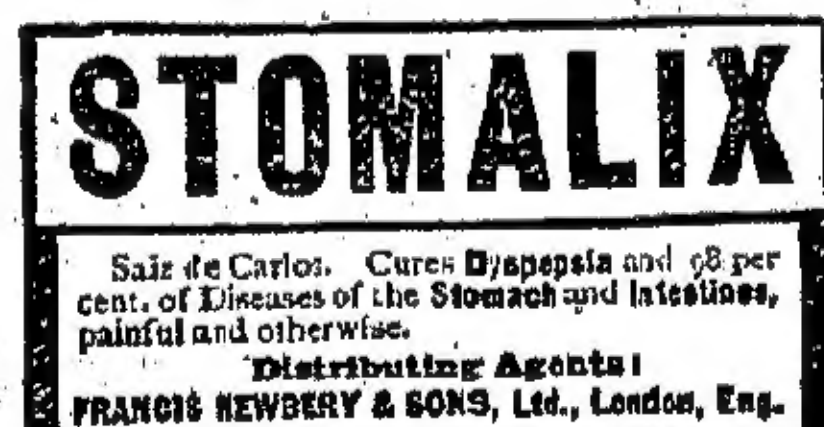 STOMALIX
Saiz de Carlos. Cures Dyspepsia and 98 per
cent. of Diseases of the Stomach and Intestines,
painful and otherwise.
Distributing Agents:
FRANCIS NEWBERY & SONS, Ltd., London, Eng.